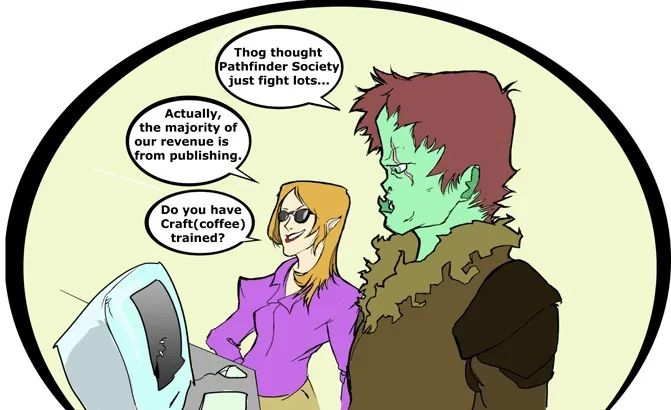 Thog thought
Pathfinder Society
just fight lots...
Actually,
the majority of
our revenue is
from publishing.
Do you have
Craft(coffee)
trained?